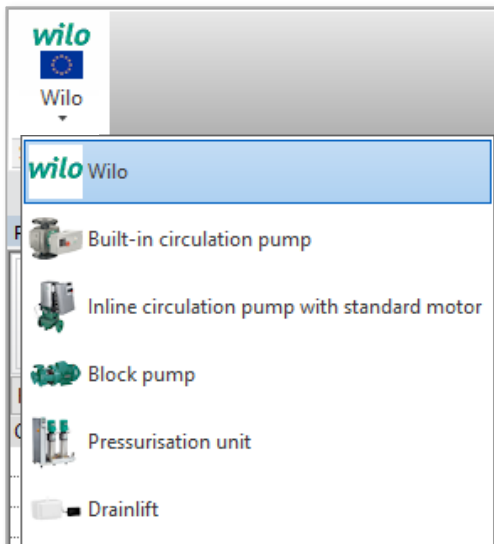 wilo
Wilo
wilo Wilo
Built-in circulation pump
Inline circulation pump with standard motor
Block pump
Pressurisation unit
Drainlift